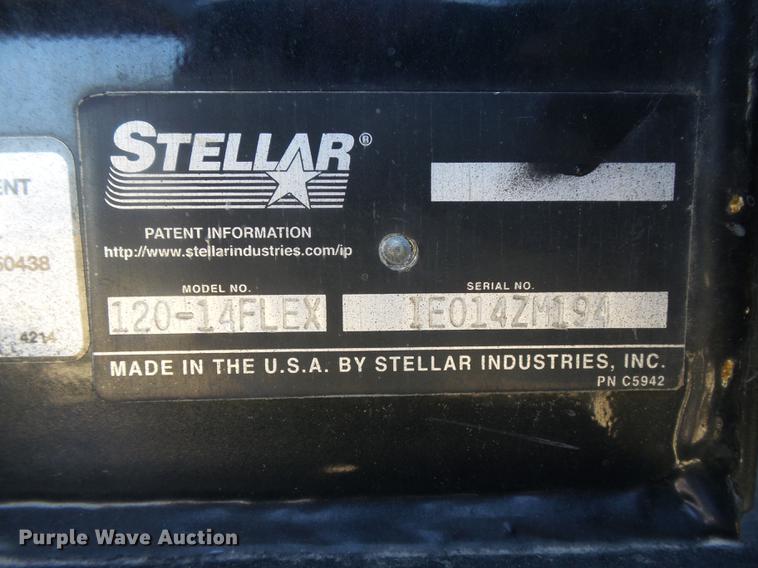 STELLAR®
PATENT INFORMATION
http://www.stellarindustries.com/ip
MODEL NO.
120-14FLEX
SERIAL NO.
1E014ZM194
MADE IN THE U.S.A. BY STELLAR INDUSTRIES, INC.
PN C5942
ENT
60438
4214
Purple Wave Auction